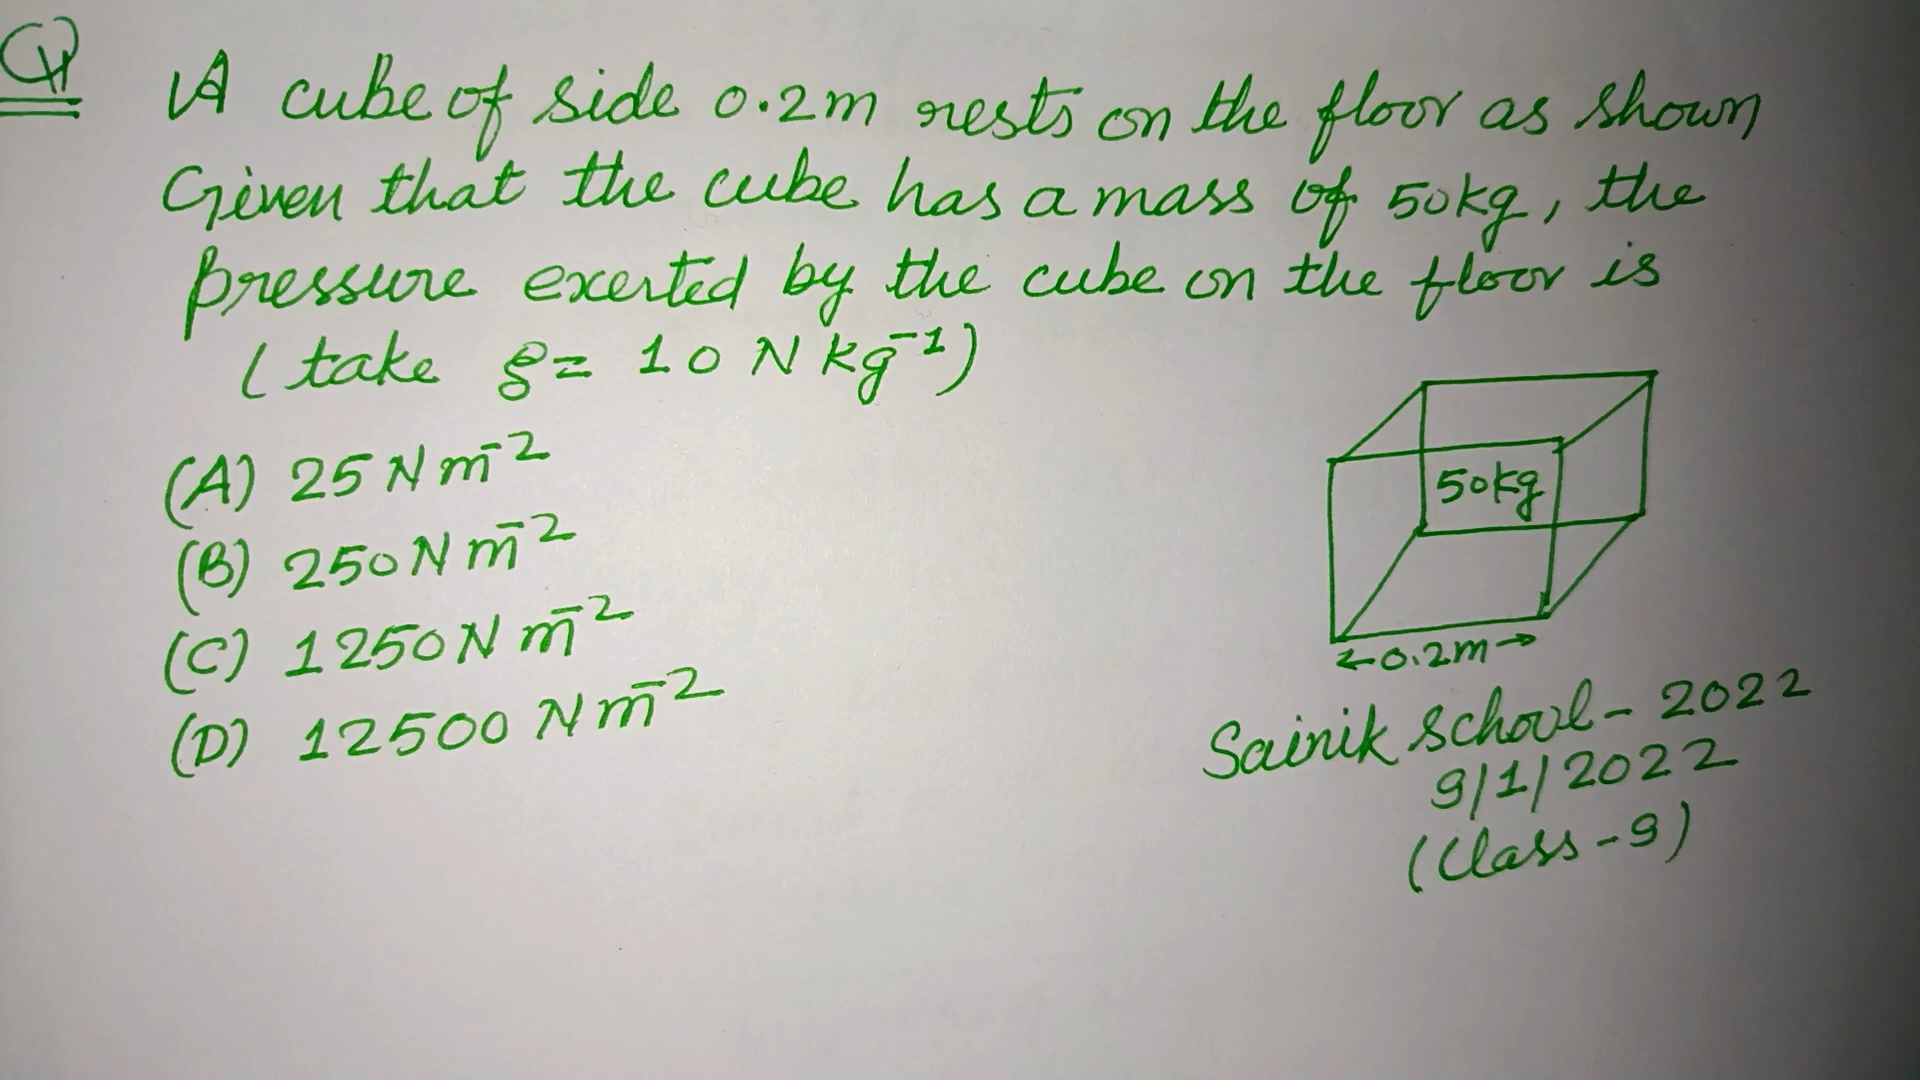 Q
A cube of side 0.2m rests on the floor as shown
Given that the cube has a mass of 50kg, the
pressure exerted by the cube on the floor is
(take g= 10 N kg⁻¹)
(A) 25 N m⁻²
(B) 250 N m⁻²
(C) 1250 N m⁻²
(D) 12500 N m⁻²
50kg
←0.2m→
Sainik School - 2022
9/1/2022
(Class - 9)